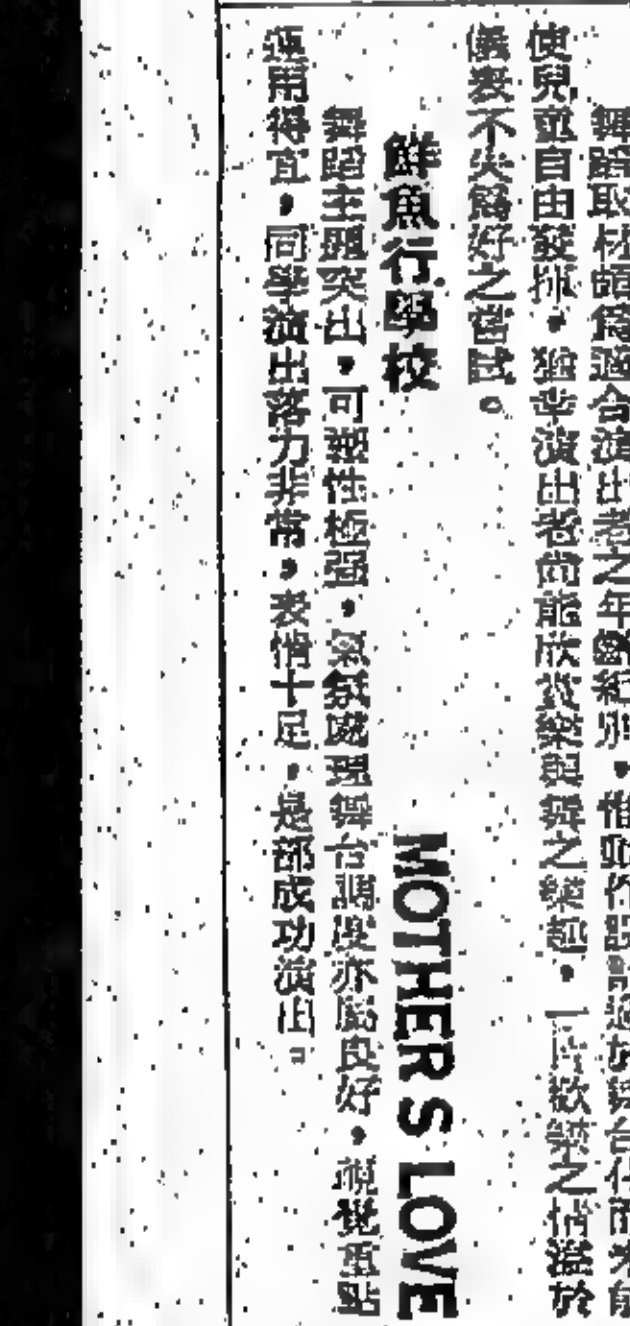 舞蹈取材頗爲適合演出者之年齡紀別，惟動作設計過於舞台化而未能
使兒童自由發揮，猶幸演出者尚能欣賞樂與舞之樂趣，一片歡樂之情溢於
儀表不失爲好之嘗試。
鮮魚行學校 MOTHER S LOVE
舞蹈主題突出，可塑性極强，氣氛處理舞台調度亦屬良好，視覺重點
運用得宜，同學演出落力非常，表情十足，是部成功演出。